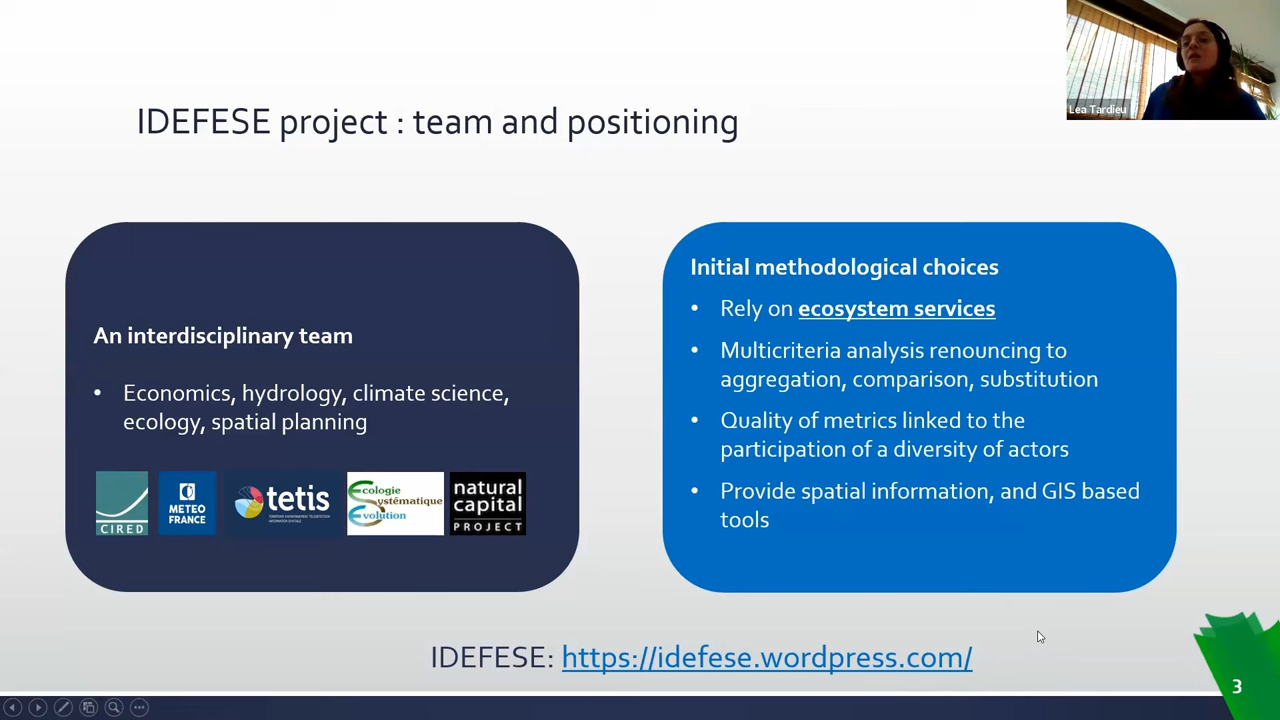 Lea Tardieu
IDEFESE project : team and positioning
An interdisciplinary team
• Economics, hydrology, climate science,
ecology, spatial planning
CIRED
METEO
FRANCE
tetis
Ecologie
Systématique
Evolution
natural
capital
PROJECT
Initial methodological choices
• Rely on ecosystem services
• Multicriteria analysis renouncing to
aggregation, comparison, substitution
• Quality of metrics linked to the
participation of a diversity of actors
• Provide spatial information, and GIS based
tools
IDEFESE: https://idefese.wordpress.com/
3